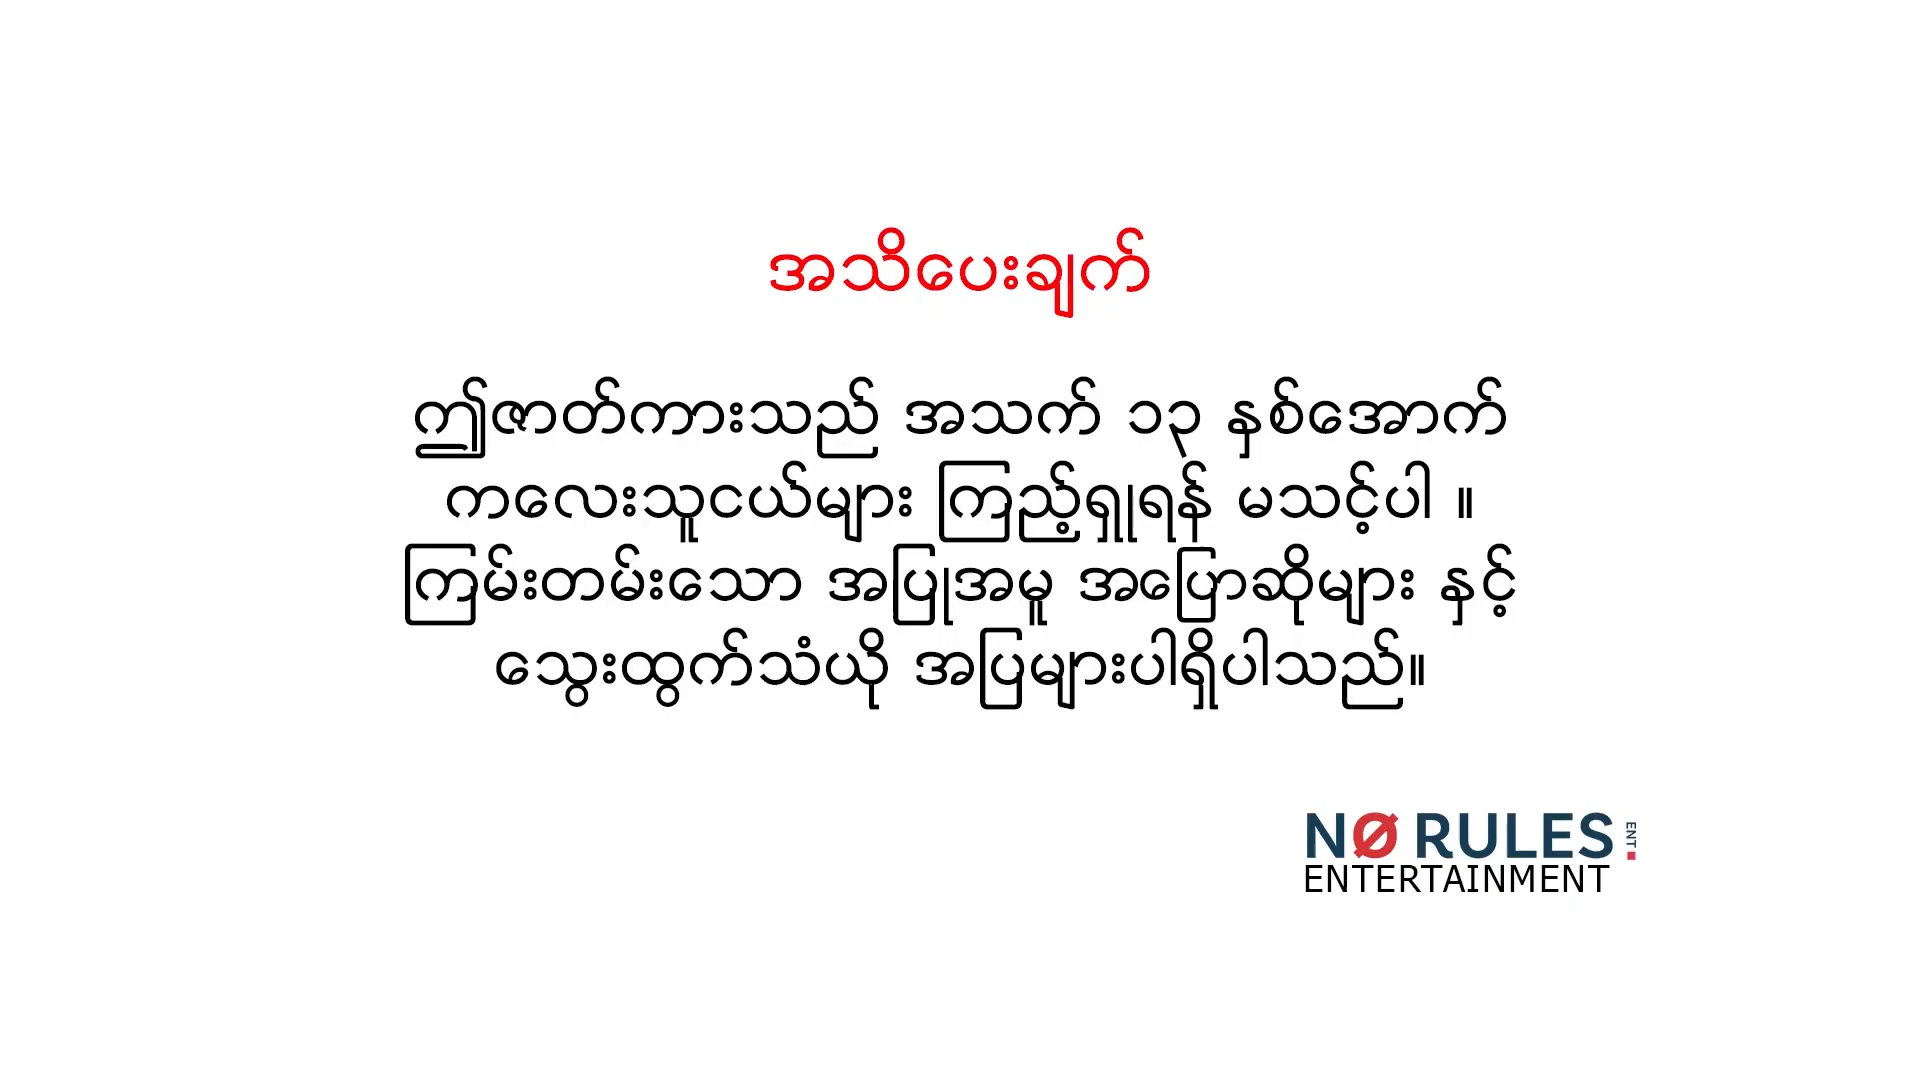 အသိပေးချက်
ဤဇာတ်ကားသည် အသက် ၁၃ နှစ်အောက်
ကလေးသူငယ်များ ကြည့်ရှုရန် မသင့်ပါ ။
ကြမ်းတမ်းသော အပြုအမူ အပြောဆိုများ နှင့်
သွေးထွက်သံယို အပြများပါရှိပါသည်။
NØ RULES ENT
ENTERTAINMENT